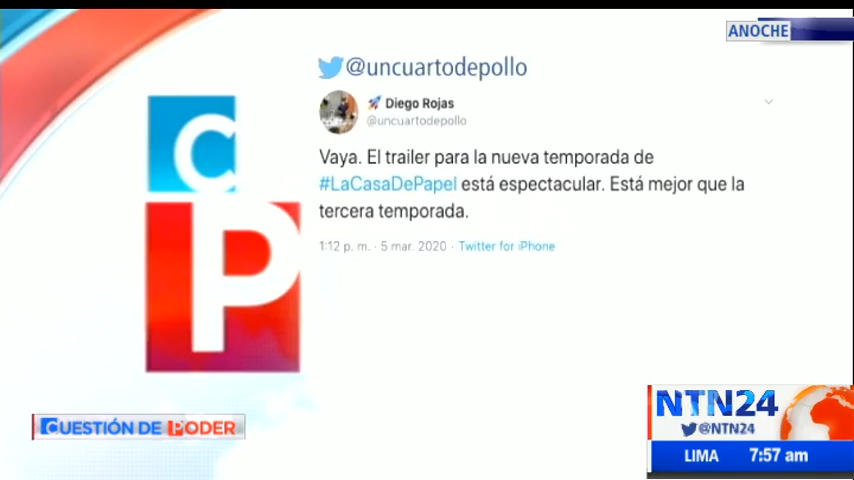 ANOCHE
@uncuartodepollo
Diego Rojas
@uncuartodepollo
Vaya. El trailer para la nueva temporada de
#LaCasaDePapel está espectacular. Está mejor que la
tercera temporada.
1:12 p. m. · 5 mar. 2020 · Twitter for iPhone
C
P
CUESTIÓN DE PODER
NTN24
@NTN24
LIMA 7:57 am